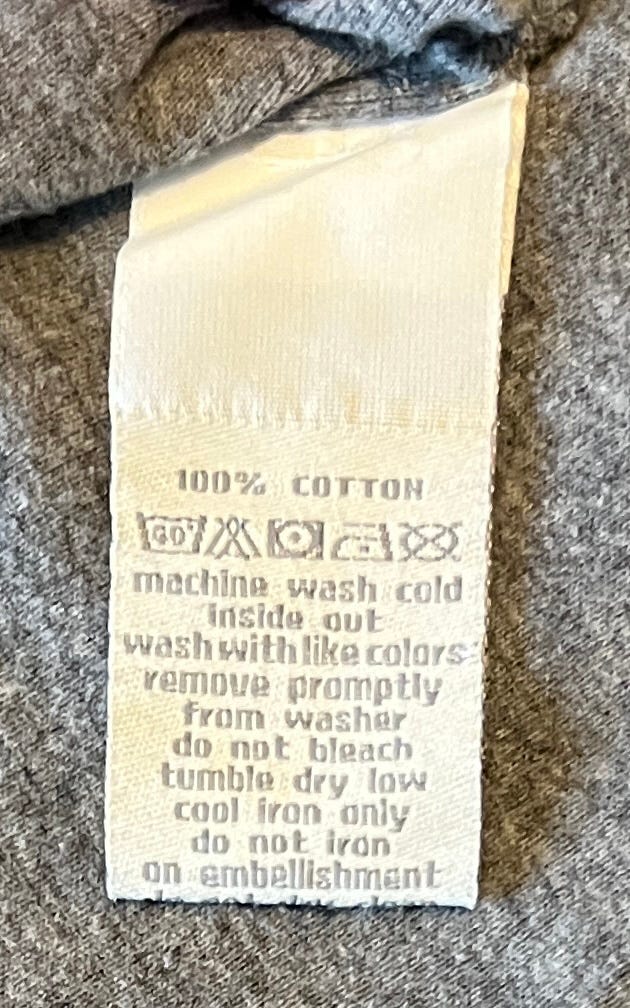 100% COTTON
60°
machine wash cold
inside out
wash with like colors
remove promptly
from washer
do not bleach
tumble dry low
cool iron only
do not iron
on embellishment